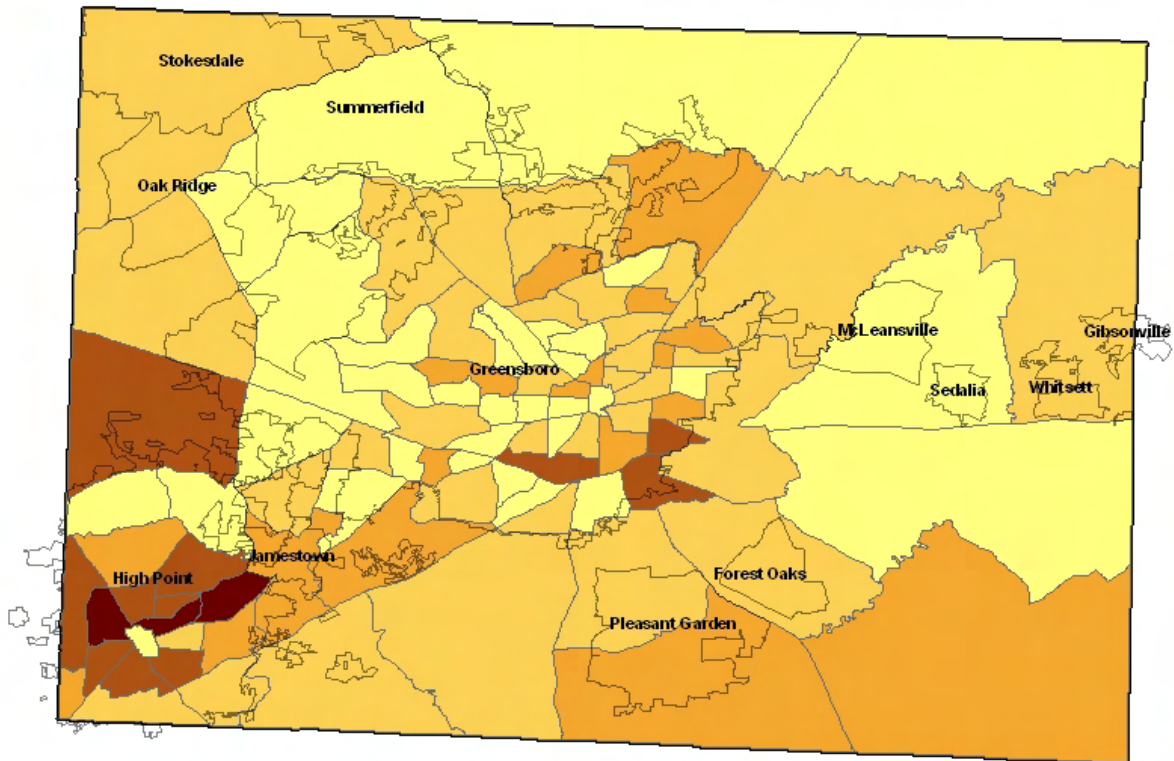 Stokesdale
Summerfield
Oak Ridge
McLeansville
Gibsonville
Greensboro
Sedalia
Whitsett
Jamestown
High Point
Forest Oaks
Pleasant Garden